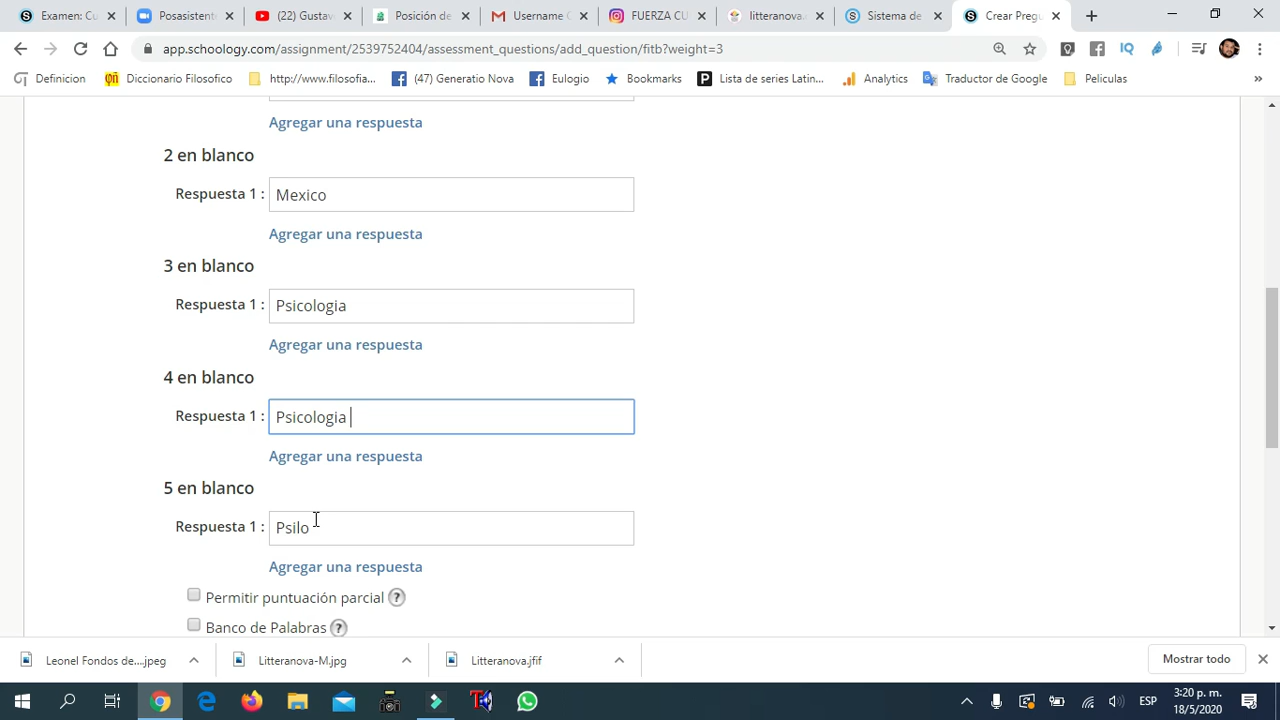 Examen: Cu
Posasistente
(22) Gustav
Posición de
Username C
FUERZA CU
litteranova.
Sistema de
Crear Pregu
app.schoology.com/assignment/2539752404/assessment_questions/add_question/fitb?weight=3
Definicion
Diccionario Filosofico
http://www.filosofia...
(47) Generatio Nova
Eulogio
Bookmarks
Lista de series Latin...
Analytics
Traductor de Google
Peliculas
»
Agregar una respuesta
2 en blanco
Respuesta 1 : Mexico
Agregar una respuesta
3 en blanco
Respuesta 1 : Psicologia
Agregar una respuesta
4 en blanco
Respuesta 1 : Psicologia
Agregar una respuesta
5 en blanco
Respuesta 1 : Psilo
Agregar una respuesta
Permitir puntuación parcial ?
Banco de Palabras ?
Leonel Fondos de....jpeg
Litteranova-M.jpg
Litteranova.jfif
Mostrar todo
ESP
3:20 p. m.
18/5/2020